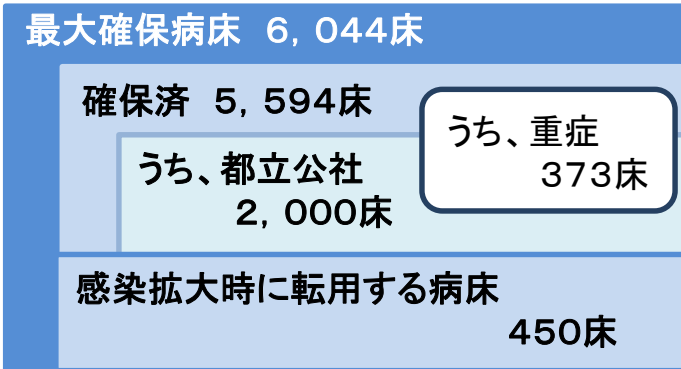 最大確保病床 6,044床
確保済 5,594床
うち、重症
373床
うち、都立公社
2,000床
感染拡大時に転用する病床
450床